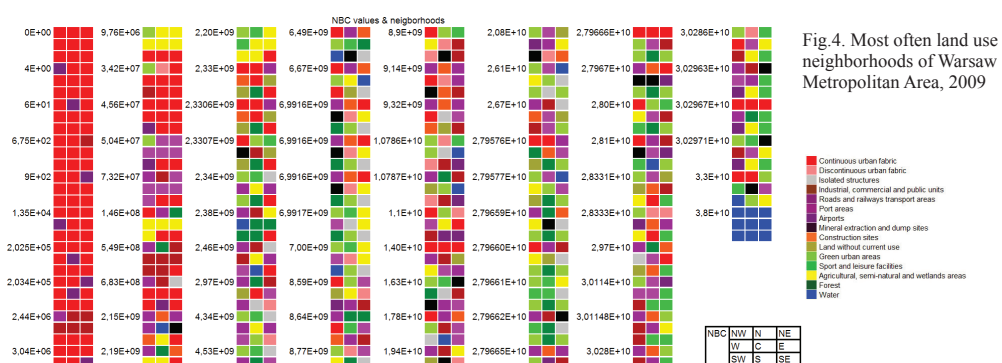 NBC values & neigborhoods
0E+00 9,76E+06 2,20E+09 6,49E+09 8,9E+09 2,08E+10 2,79666E+10 3,0286E+10
4E+00 3,42E+07 2,33E+09 6,67E+09 9,14E+09 2,61E+10 2,7967E+10 3,02963E+10
6E+01 4,56E+07 2,3306E+09 6,9916E+09 9,32E+09 2,67E+10 2,80E+10 3,02967E+10
6,75E+02 5,04E+07 2,3307E+09 6,9916E+09 1,0786E+10 2,79576E+10 2,81E+10 3,02971E+10
9E+02 7,32E+07 2,34E+09 6,9916E+09 1,0787E+10 2,79577E+10 2,8331E+10 3,3E+10
1,35E+04 1,46E+08 2,38E+09 6,9917E+09 1,1E+10 2,79659E+10 2,8333E+10 3,8E+10
2,025E+05 5,49E+08 2,46E+09 7,00E+09 1,40E+10 2,79660E+10 2,97E+10
2,034E+05 6,83E+08 2,97E+09 8,59E+09 1,63E+10 2,79661E+10 3,0114E+10
2,44E+06 2,15E+09 4,34E+09 8,64E+09 1,78E+10 2,79662E+10 3,01148E+10
3,04E+06 2,19E+09 4,53E+09 8,77E+09 1,94E+10 2,79665E+10 3,028E+10
Fig.4. Most often land use
neighborhoods of Warsaw
Metropolitan Area, 2009
Continuous urban fabric
Discontinuous urban fabric
Isolated structures
Industrial, commercial and public units
Roads and railways transport areas
Port areas
Airports
Mineral extraction and dump sites
Construction sites
Land without current use
Green urban areas
Sport and leisure facilities
Agricultural, semi-natural and wetlands areas
Forest
Water
NBC NW N NE
W C E
SW S SE